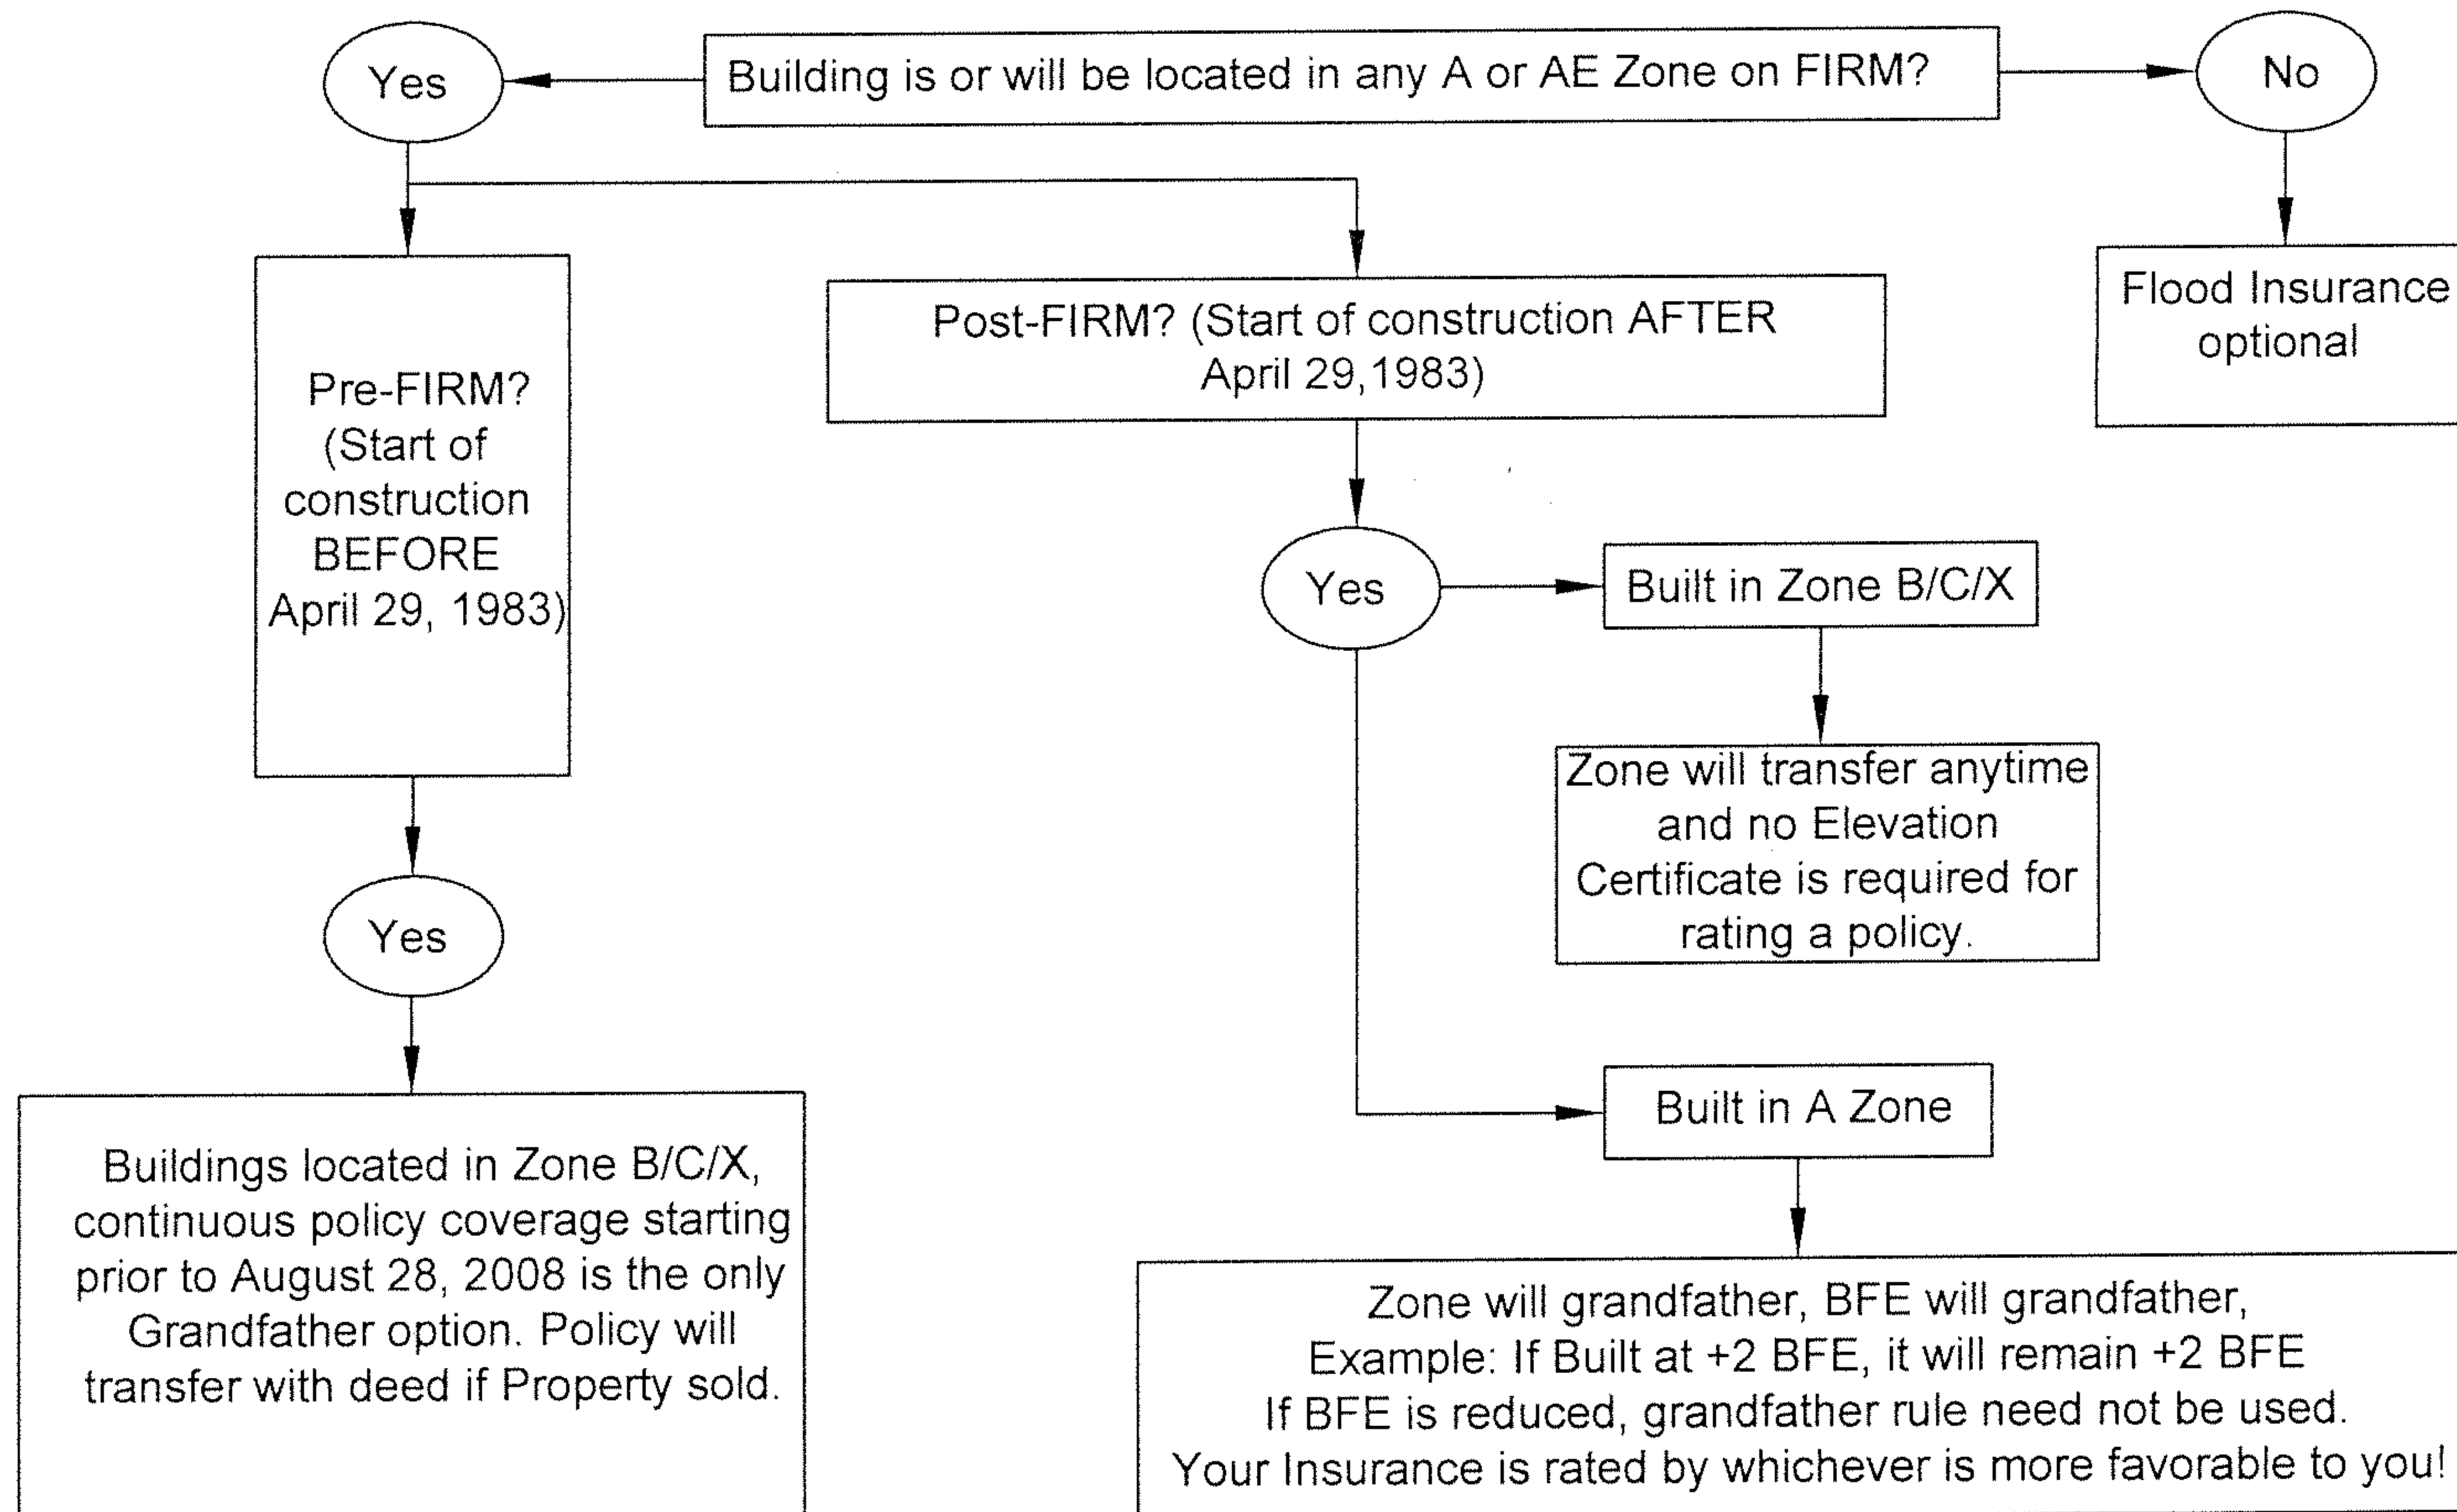 Building is or will be located in any A or AE Zone on FIRM?
Yes
No
Pre-FIRM?
(Start of
construction
BEFORE
April 29, 1983)
Post-FIRM? (Start of construction AFTER
April 29,1983)
Flood Insurance
optional
Yes
Built in Zone B/C/X
Zone will transfer anytime
and no Elevation
Certificate is required for
rating a policy.
Yes
Buildings located in Zone B/C/X,
continuous policy coverage starting
prior to August 28, 2008 is the only
Grandfather option. Policy will
transfer with deed if Property sold.
Built in A Zone
Zone will grandfather, BFE will grandfather,
Example: If Built at +2 BFE, it will remain +2 BFE
If BFE is reduced, grandfather rule need not be used.
Your Insurance is rated by whichever is more favorable to you!